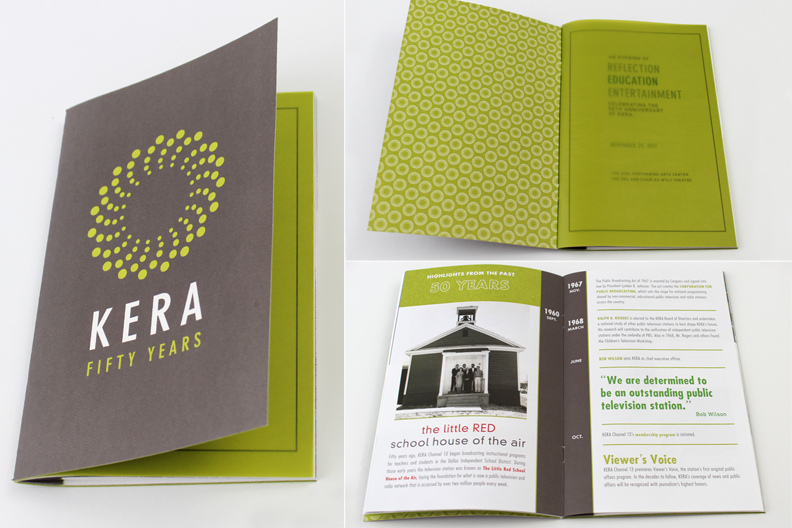 KERA
FIFTY YEARS
AN EVENING OF
REFLECTION
EDUCATION
ENTERTAINMENT
CELEBRATING THE
50TH ANNIVERSARY
OF KERA
HIGHLIGHTS FROM THE PAST
50 YEARS
1960
SEPT.
the little RED
school house of the air
Fifty years ago, KERA Channel 13 began broadcasting instructional programs
for teachers and students in the Dallas Independent School District. During
those early years the television station was known as The Little Red School
House of the Air, laying the foundation for what is now a public television and
radio network that is accessed by over two million people every week.
1967
NOV.
1968
MARCH
JUNE
OCT.
The Public Broadcasting Act of 1967 is enacted by Congress and signed into
law by President Lyndon B. Johnson. The act creates the CORPORATION FOR
PUBLIC BROADCASTING, which sets the stage for national programming
shared by non-commercial, educational public television and radio stations
across the country.
RALPH B. ROGERS is elected to the KERA Board of Directors and undertakes
a national study of other public television stations to best shape KERA's future.
His research will contribute to the unification of independent public television
stations under the umbrella of PBS. Also in 1968, Mr. Rogers and others found
the Children's Television Workshop.
BOB WILSON joins KERA as chief executive officer.
"We are determined to
be an outstanding public
television station."
Bob Wilson
KERA Channel 13's membership program is initiated.
Viewer's Voice
KERA Channel 13 premieres Viewer's Voice, the station's first original public
affairs program. In the decades to follow, KERA's coverage of news and public
affairs will be recognized with journalism's highest honors.